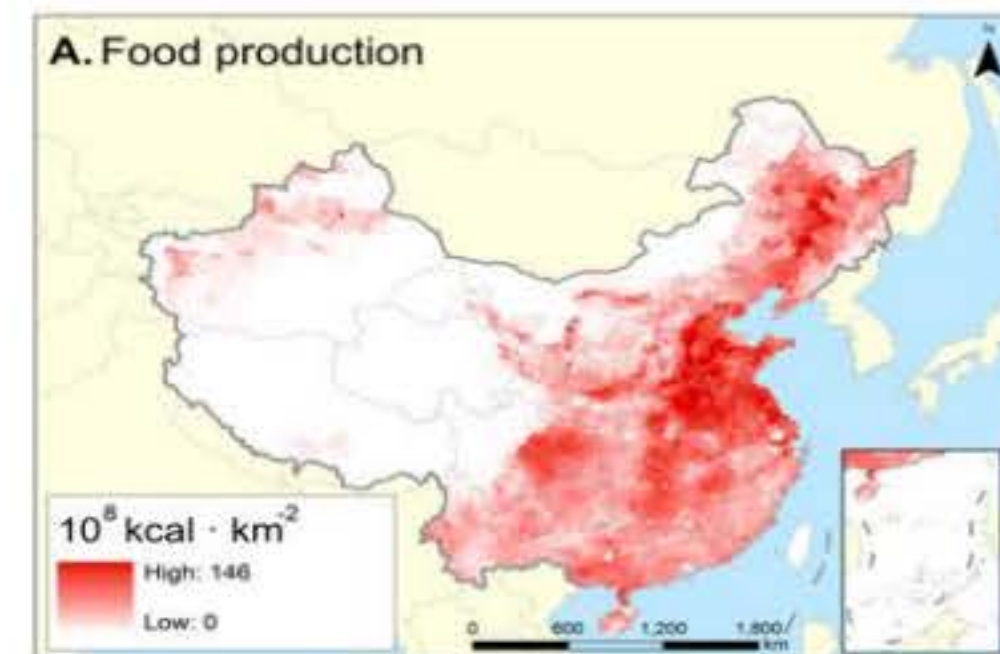 A. Food production
N
10⁸ kcal · km⁻²
High: 146
Low: 0
0 600 1,200 1,800
km